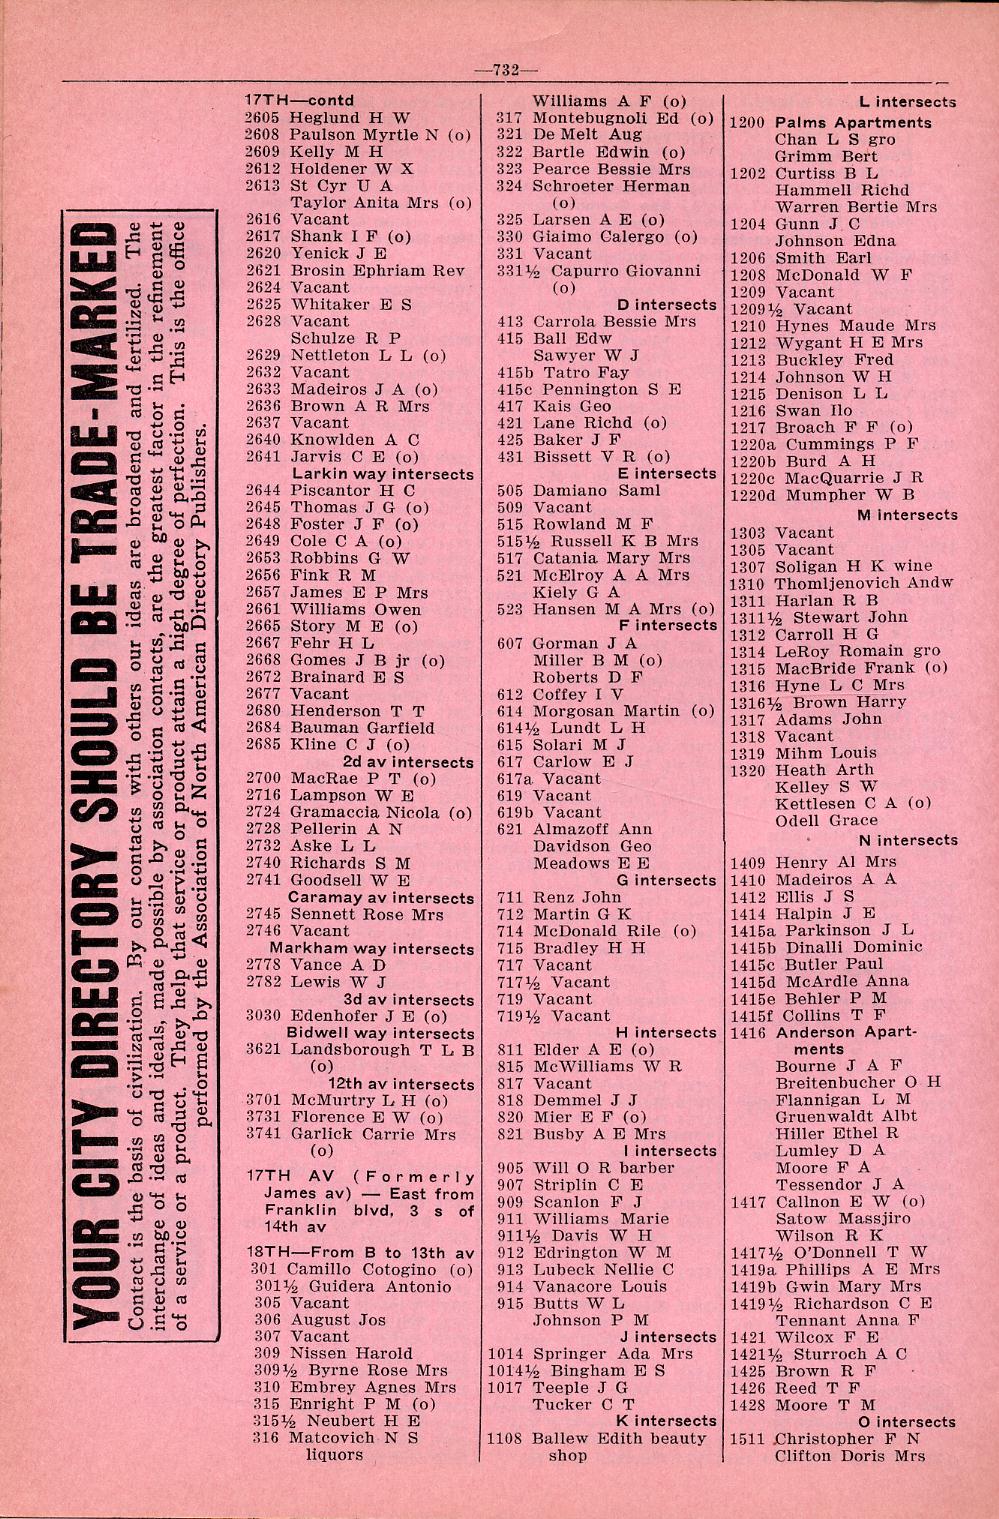 —732—
YOUR CITY DIRECTORY SHOULD BE TRADE-MARKED
Contact is the basis of civilization. By our contacts with others our ideas are broadened and fertilized. The
interchange of ideas and ideals, made possible by association contacts, are the greatest factor in the refinement
of a service or a product. They help that service or product attain a high degree of perfection. This is the office
performed by the Association of North American Directory Publishers.
17TH—contd
2605 Heglund H W
2608 Paulson Myrtle N (o)
2609 Kelly M H
2612 Holdener W X
2613 St Cyr U A
Taylor Anita Mrs (o)
2616 Vacant
2617 Shank I F (o)
2620 Yenick J E
2621 Brosin Ephriam Rev
2624 Vacant
2625 Whitaker E S
2628 Vacant
Schulze R P
2629 Nettleton L L (o)
2632 Vacant
2633 Madeiros J A (o)
2636 Brown A R Mrs
2637 Vacant
2640 Knowlden A C
2641 Jarvis C E (o)
Larkin way intersects
2644 Piscantor H C
2645 Thomas J G (o)
2648 Foster J F (o)
2649 Cole C A (o)
2653 Robbins G W
2656 Fink R M
2657 James E P Mrs
2661 Williams Owen
2665 Story M E (o)
2667 Fehr H L
2668 Gomes J B jr (o)
2672 Brainard E S
2677 Vacant
2680 Henderson T T
2684 Bauman Garfield
2685 Kline C J (o)
2d av intersects
2700 MacRae P T (o)
2716 Lampson W E
2724 Gramaccia Nicola (o)
2728 Pellerin A N
2732 Aske L L
2740 Richards S M
2741 Goodsell W E
Caramay av intersects
2745 Sennett Rose Mrs
2746 Vacant
Markham way intersects
2778 Vance A D
2782 Lewis W J
3d av intersects
3030 Edenhofer J E (o)
Bidwell way intersects
3621 Landsborough T L B
(o)
12th av intersects
3701 McMurtry L H (o)
3731 Florence E W (o)
3741 Garlick Carrie Mrs
(o)
17TH AV (Formerly
James av) — East from
Franklin blvd, 3 s of
14th av
18TH—From B to 13th av
301 Camillo Cotogino (o)
301½ Guidera Antonio
305 Vacant
306 August Jos
307 Vacant
309 Nissen Harold
309½ Byrne Rose Mrs
310 Embrey Agnes Mrs
315 Enright P M (o)
315½ Neubert H E
316 Matcovich N S
liquors
Williams A F (o)
317 Montebugnoli Ed (o)
321 De Melt Aug
322 Bartle Edwin (o)
323 Pearce Bessie Mrs
324 Schroeter Herman
(o)
325 Larsen A E (o)
330 Giaimo Calergo (o)
331 Vacant
331½ Capurro Giovanni
(o)
D intersects
413 Carrola Bessie Mrs
415 Ball Edw
Sawyer W J
415b Tatro Fay
415c Pennington S E
417 Kais Geo
421 Lane Richd (o)
425 Baker J F
431 Bissett V R (o)
E intersects
505 Damiano Saml
509 Vacant
515 Rowland M F
515½ Russell K B Mrs
517 Catania Mary Mrs
521 McElroy A A Mrs
Kiely G A
523 Hansen M A Mrs (o)
F intersects
607 Gorman J A
Miller B M (o)
Roberts D F
612 Coffey I V
614 Morgosan Martin (o)
614½ Lundt L H
615 Solari M J
617 Carlow E J
617a Vacant
619 Vacant
619b Vacant
621 Almazoff Ann
Davidson Geo
Meadows E E
G intersects
711 Renz John
712 Martin G K
714 McDonald Rile (o)
715 Bradley H H
717 Vacant
717½ Vacant
719 Vacant
719½ Vacant
H intersects
811 Elder A E (o)
815 McWilliams W R
817 Vacant
818 Demmel J J
820 Mier E F (o)
821 Busby A E Mrs
I intersects
905 Will O R barber
907 Striplin C E
909 Scanlon F J
911 Williams Marie
911½ Davis W H
912 Edrington W M
913 Lubeck Nellie C
914 Vanacore Louis
915 Butts W L
Johnson P M
J intersects
1014 Springer Ada Mrs
1014½ Bingham E S
1017 Teeple J G
Tucker C T
K intersects
1108 Ballew Edith beauty
shop
L intersects
1200 Palms Apartments
Chan L S gro
Grimm Bert
1202 Curtiss B L
Hammell Richd
Warren Bertie Mrs
1204 Gunn J C
Johnson Edna
1206 Smith Earl
1208 McDonald W F
1209 Vacant
1209½ Vacant
1210 Hynes Maude Mrs
1212 Wygant H E Mrs
1213 Buckley Fred
1214 Johnson W H
1215 Denison L L
1216 Swan Ilo
1217 Broach F F (o)
1220a Cummings P F
1220b Burd A H
1220c MacQuarrie J R
1220d Mumpher W B
M intersects
1303 Vacant
1305 Vacant
1307 Soligan H K wine
1310 Thomljenovich Andw
1311 Harlan R B
1311½ Stewart John
1312 Carroll H G
1314 LeRoy Romain gro
1315 MacBride Frank (o)
1316 Hyne L C Mrs
1316½ Brown Harry
1317 Adams John
1318 Vacant
1319 Mihm Louis
1320 Heath Arth
Kelley S W
Kettlesen C A (o)
Odell Grace
N intersects
1409 Henry Al Mrs
1410 Madeiros A A
1412 Ellis J S
1414 Halpin J E
1415a Parkinson J L
1415b Dinalli Dominic
1415c Butler Paul
1415d McArdle Anna
1415e Behler P M
1415f Collins T F
1416 Anderson Apart-
ments
Bourne J A F
Breitenbucher O H
Flannigan L M
Gruenwaldt Albt
Hiller Ethel R
Lumley D A
Moore F A
Tessendor J A
1417 Callnon E W (o)
Satow Massjiro
Wilson R K
1417½ O'Donnell T W
1419a Phillips A E Mrs
1419b Gwin Mary Mrs
1419½ Richardson C E
Tennant Anna F
1421 Wilcox F E
1421½ Sturroch A C
1425 Brown R F
1426 Reed T F
1428 Moore T M
O intersects
1511 Christopher F N
Clifton Doris Mrs